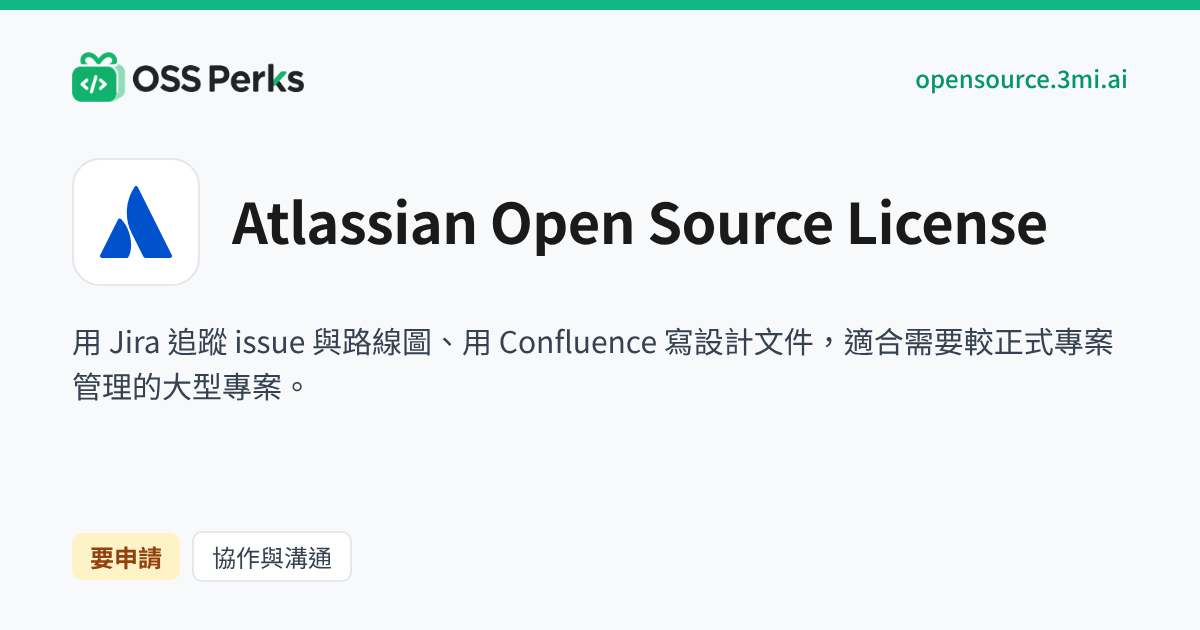 </> OSS Perks
opensource.3mi.ai
Atlassian Open Source License
用 Jira 追蹤 issue 與路線圖、用 Confluence 寫設計文件，適合需要較正式專案
管理的大型專案。
要申請
協作與溝通